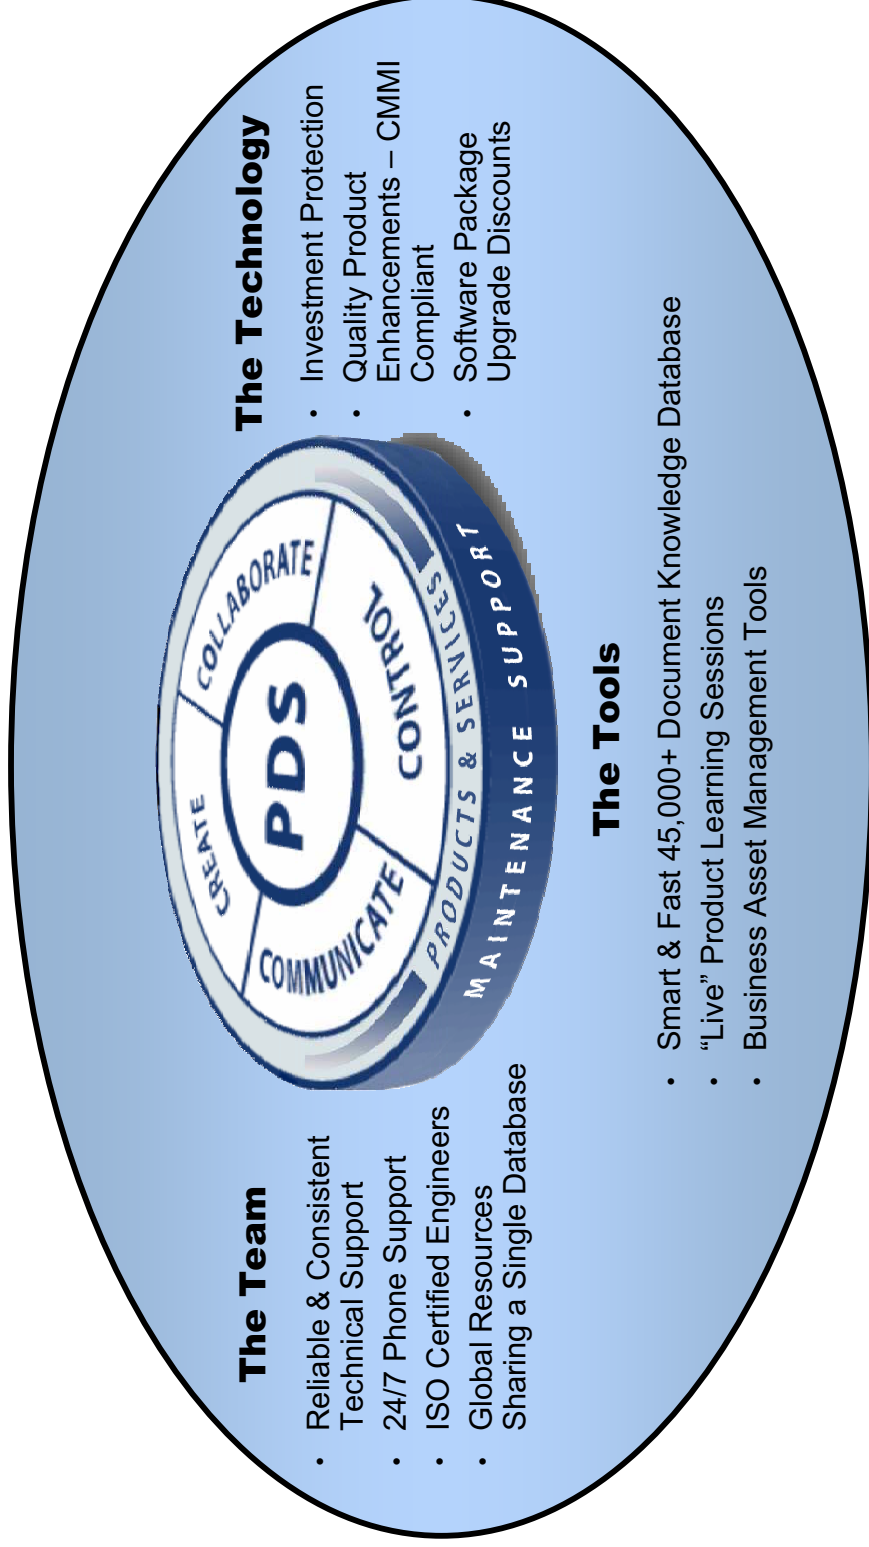 The Team
• Reliable & Consistent
Technical Support
• 24/7 Phone Support
• ISO Certified Engineers
• Global Resources
Sharing a Single Database
CREATE
COLLABORATE
PDS
COMMUNICATE
CONTROL
PRODUCTS & SERVICES
MAINTENANCE SUPPORT
The Technology
• Investment Protection
• Quality Product
Enhancements – CMMI
Compliant
• Software Package
Upgrade Discounts
The Tools
• Smart & Fast 45,000+ Document Knowledge Database
• “Live” Product Learning Sessions
• Business Asset Management Tools